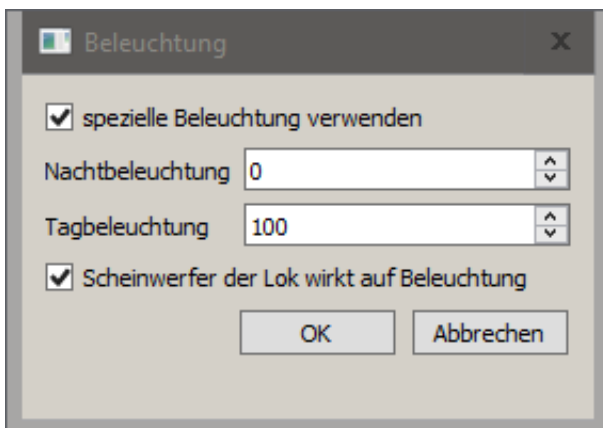 Beleuchtung
spezielle Beleuchtung verwenden
Nachtbeleuchtung 0
Tagbeleuchtung 100
Scheinwerfer der Lok wirkt auf Beleuchtung
OK Abbrechen